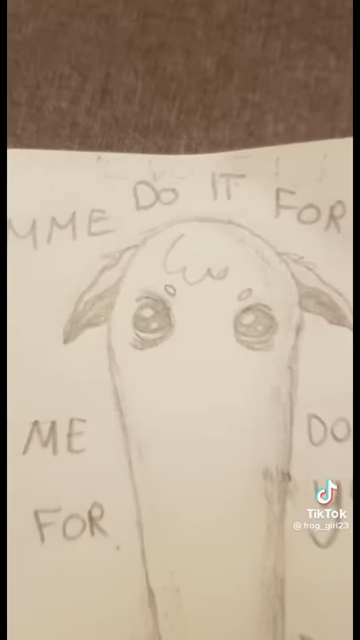 DO IT
MME
FOR
ME
DO
FOR
U
TikTok
@frog_girl23